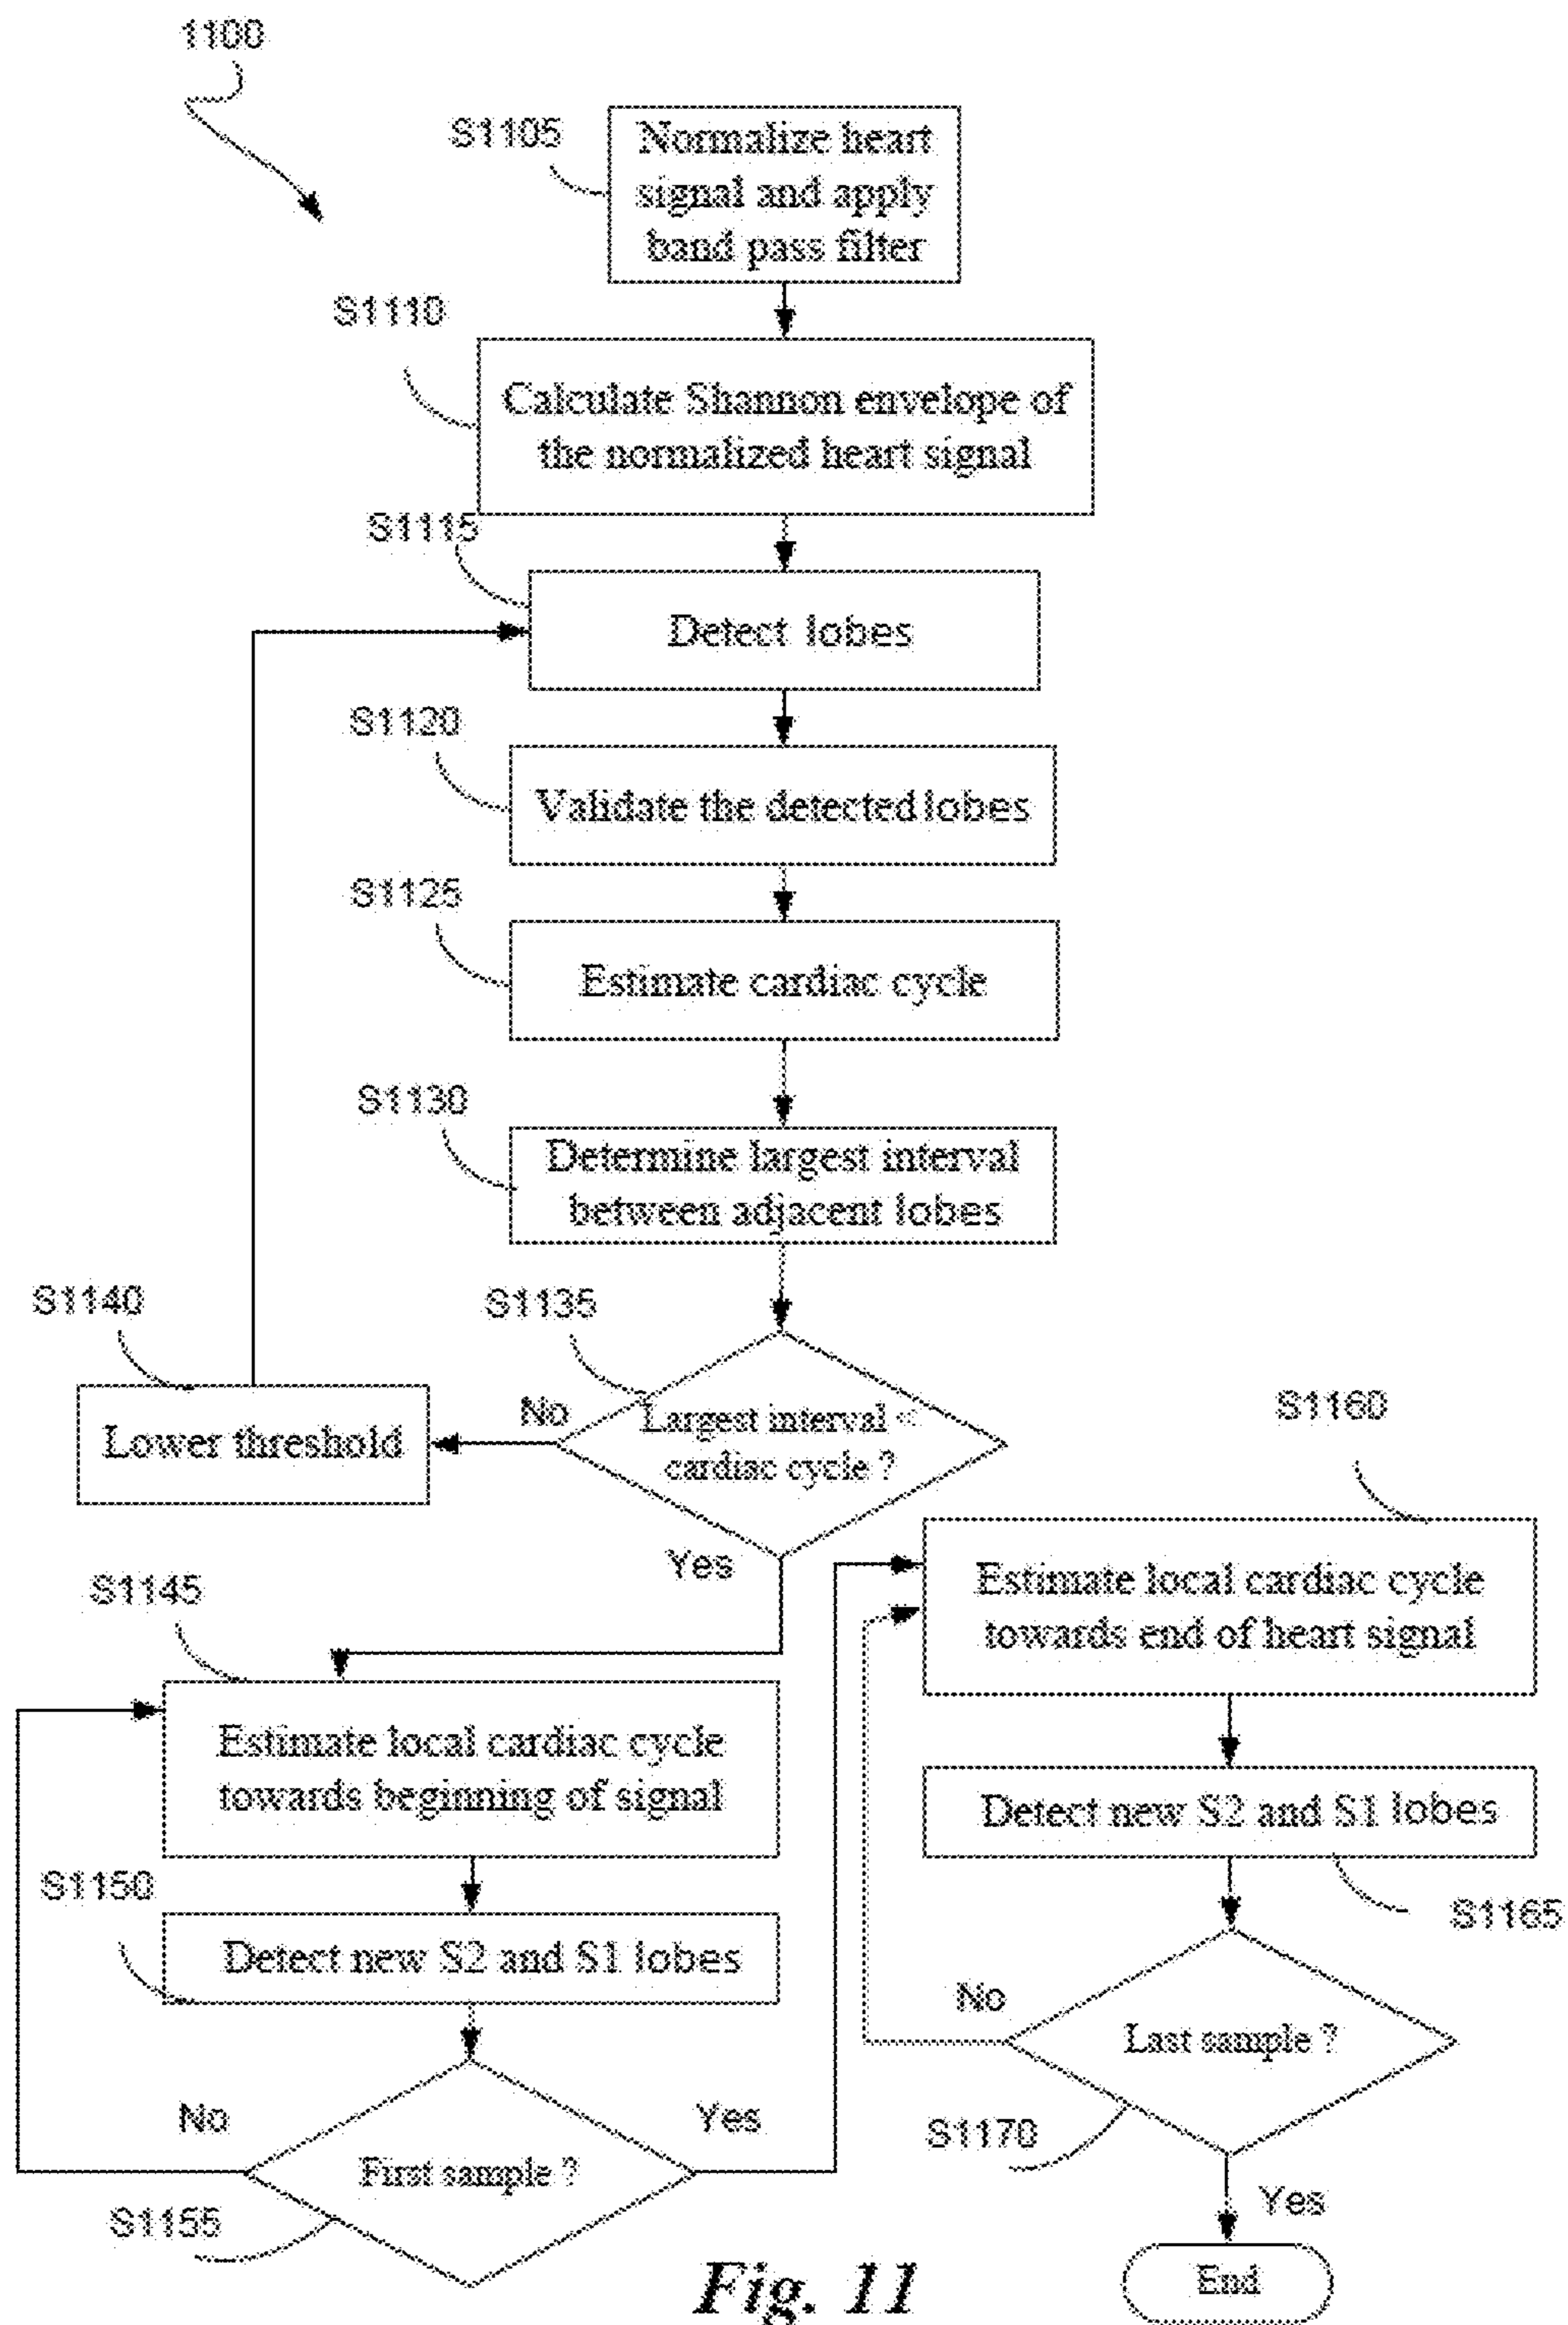 1100
S1105
Normalize heart
signal and apply
band pass filter
S1110
Calculate Shannon envelope of
the normalized heart signal
S1115
Detect lobes
S1120
Validate the detected lobes
S1125
Estimate cardiac cycle
S1130
Determine largest interval
between adjacent lobes
S1140
S1135
Lower threshold
No
Largest interval <
cardiac cycle ?
Yes
S1145
Estimate local cardiac cycle
towards beginning of signal
S1150
Detect new S2 and S1 lobes
No
Yes
First sample ?
S1155
S1160
Estimate local cardiac cycle
towards end of heart signal
Detect new S2 and S1 lobes
S1165
No
Last sample ?
S1170
Yes
End
Fig. 11